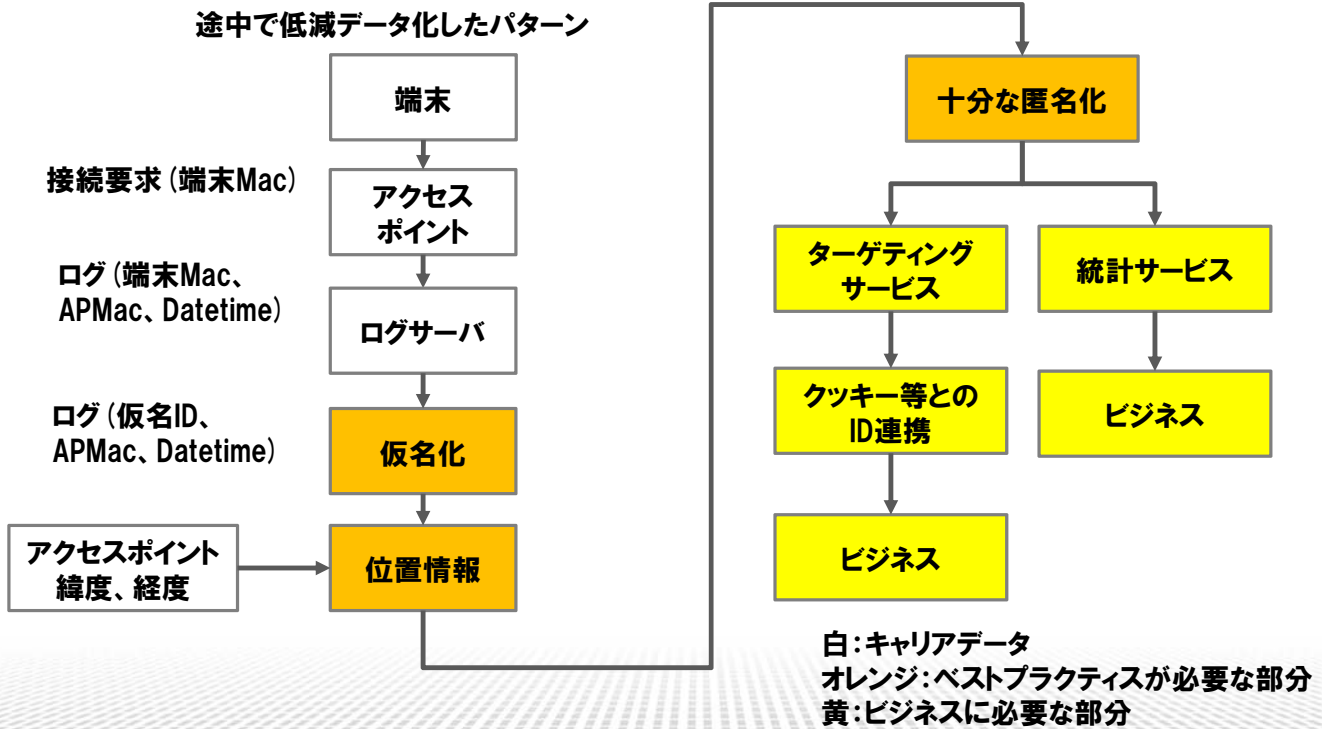 途中で低減データ化したパターン
端末
接続要求(端末Mac)
アクセス
ポイント
ログ(端末Mac、
APMac、Datetime)
ログサーバ
ログ(仮名ID、
APMac、Datetime)
仮名化
アクセスポイント
緯度、経度
位置情報
十分な匿名化
ターゲティング
サービス
統計サービス
クッキー等との
ID連携
ビジネス
ビジネス
白:キャリアデータ
オレンジ:ベストプラクティスが必要な部分
黄:ビジネスに必要な部分